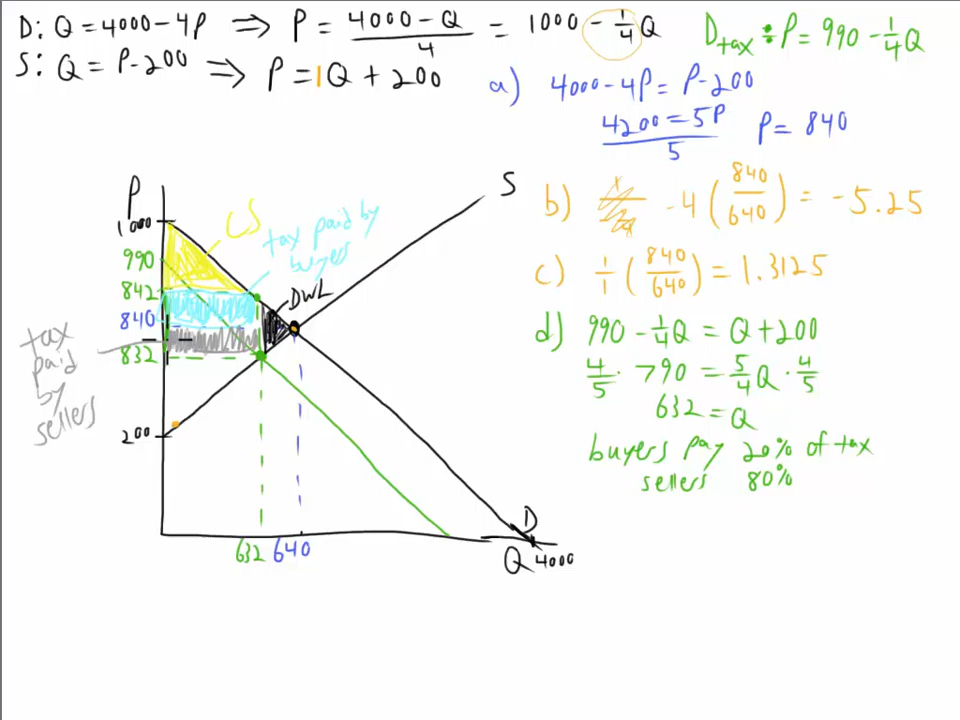 D: Q = 4000 - 4P ⇒ P = (4000 - Q)/4 = 1000 - 1/4 Q
D_tax : P = 990 - 1/4 Q
S: Q = P - 200 ⇒ P = 1Q + 200
a) 4000 - 4P = P - 200
4200 = 5P
5
P = 840
b) -4 (840/640) = -5.25
c) 1/1 (840/640) = 1.3125
d) 990 - 1/4 Q = Q + 200
4/5 · 790 = 5/4 Q · 4/5
632 = Q
buyers pay 20% of tax
sellers 80%
P
S
1000
CS
tax paid by
buyers
990
842
DWL
840
832
tax
paid
by
sellers
200
D
632 640
Q 4000